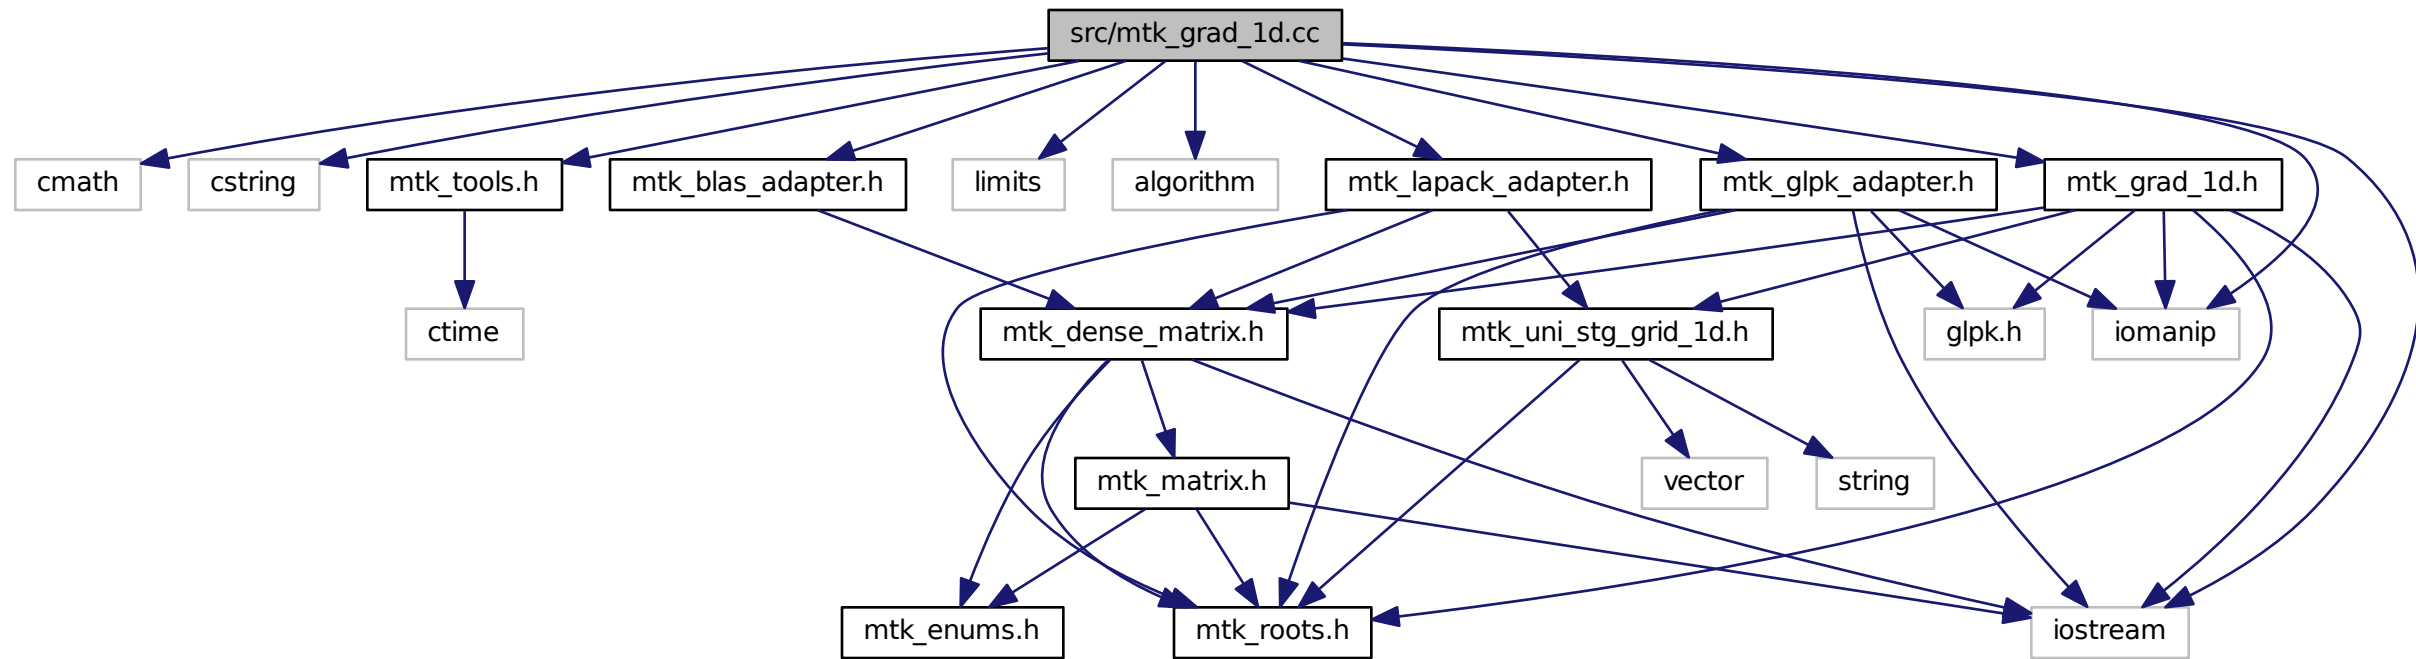 src/mtk_grad_1d.cc
cmath
cstring
mtk_tools.h
mtk_blas_adapter.h
limits
algorithm
mtk_lapack_adapter.h
mtk_glpk_adapter.h
mtk_grad_1d.h
ctime
mtk_dense_matrix.h
mtk_uni_stg_grid_1d.h
glpk.h
iomanip
mtk_matrix.h
vector
string
mtk_enums.h
mtk_roots.h
iostream